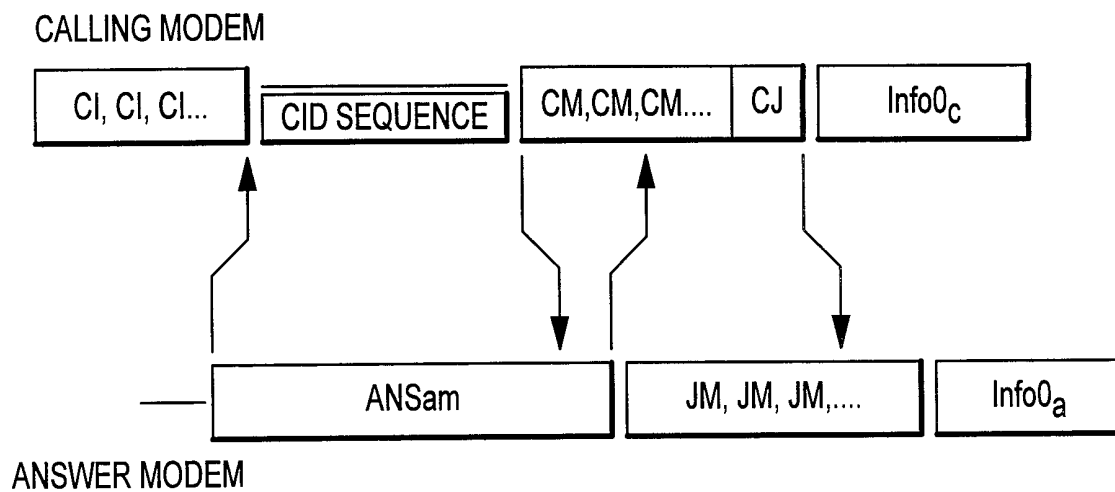 CALLING MODEM
CI, CI, CI...
CID SEQUENCE
CM,CM,CM....
CJ
Info0c
ANSam
JM, JM, JM,....
Info0a
ANSWER MODEM